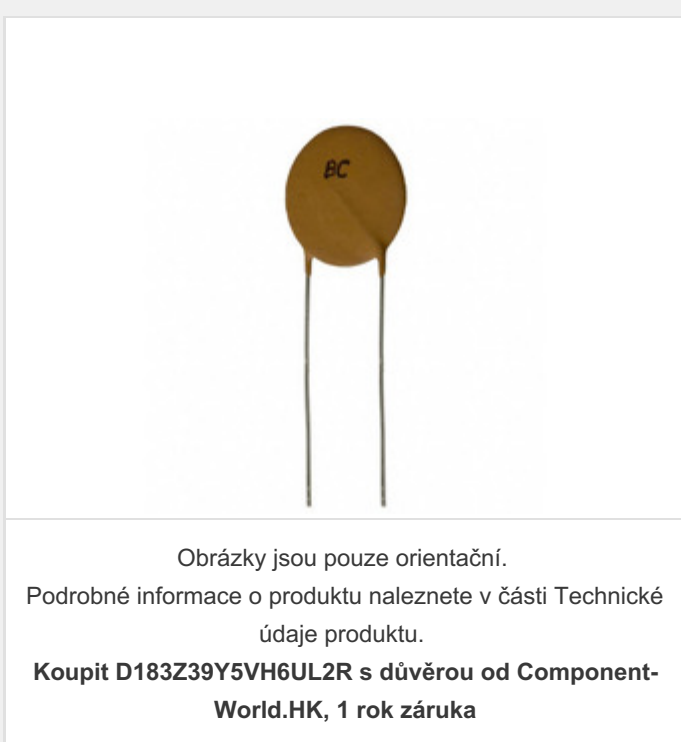 BC
Obrázky jsou pouze orientační.
Podrobné informace o produktu naleznete v části Technické
údaje produktu.
Koupit D183Z39Y5VH6UL2R s důvěrou od Component-
World.HK, 1 rok záruka